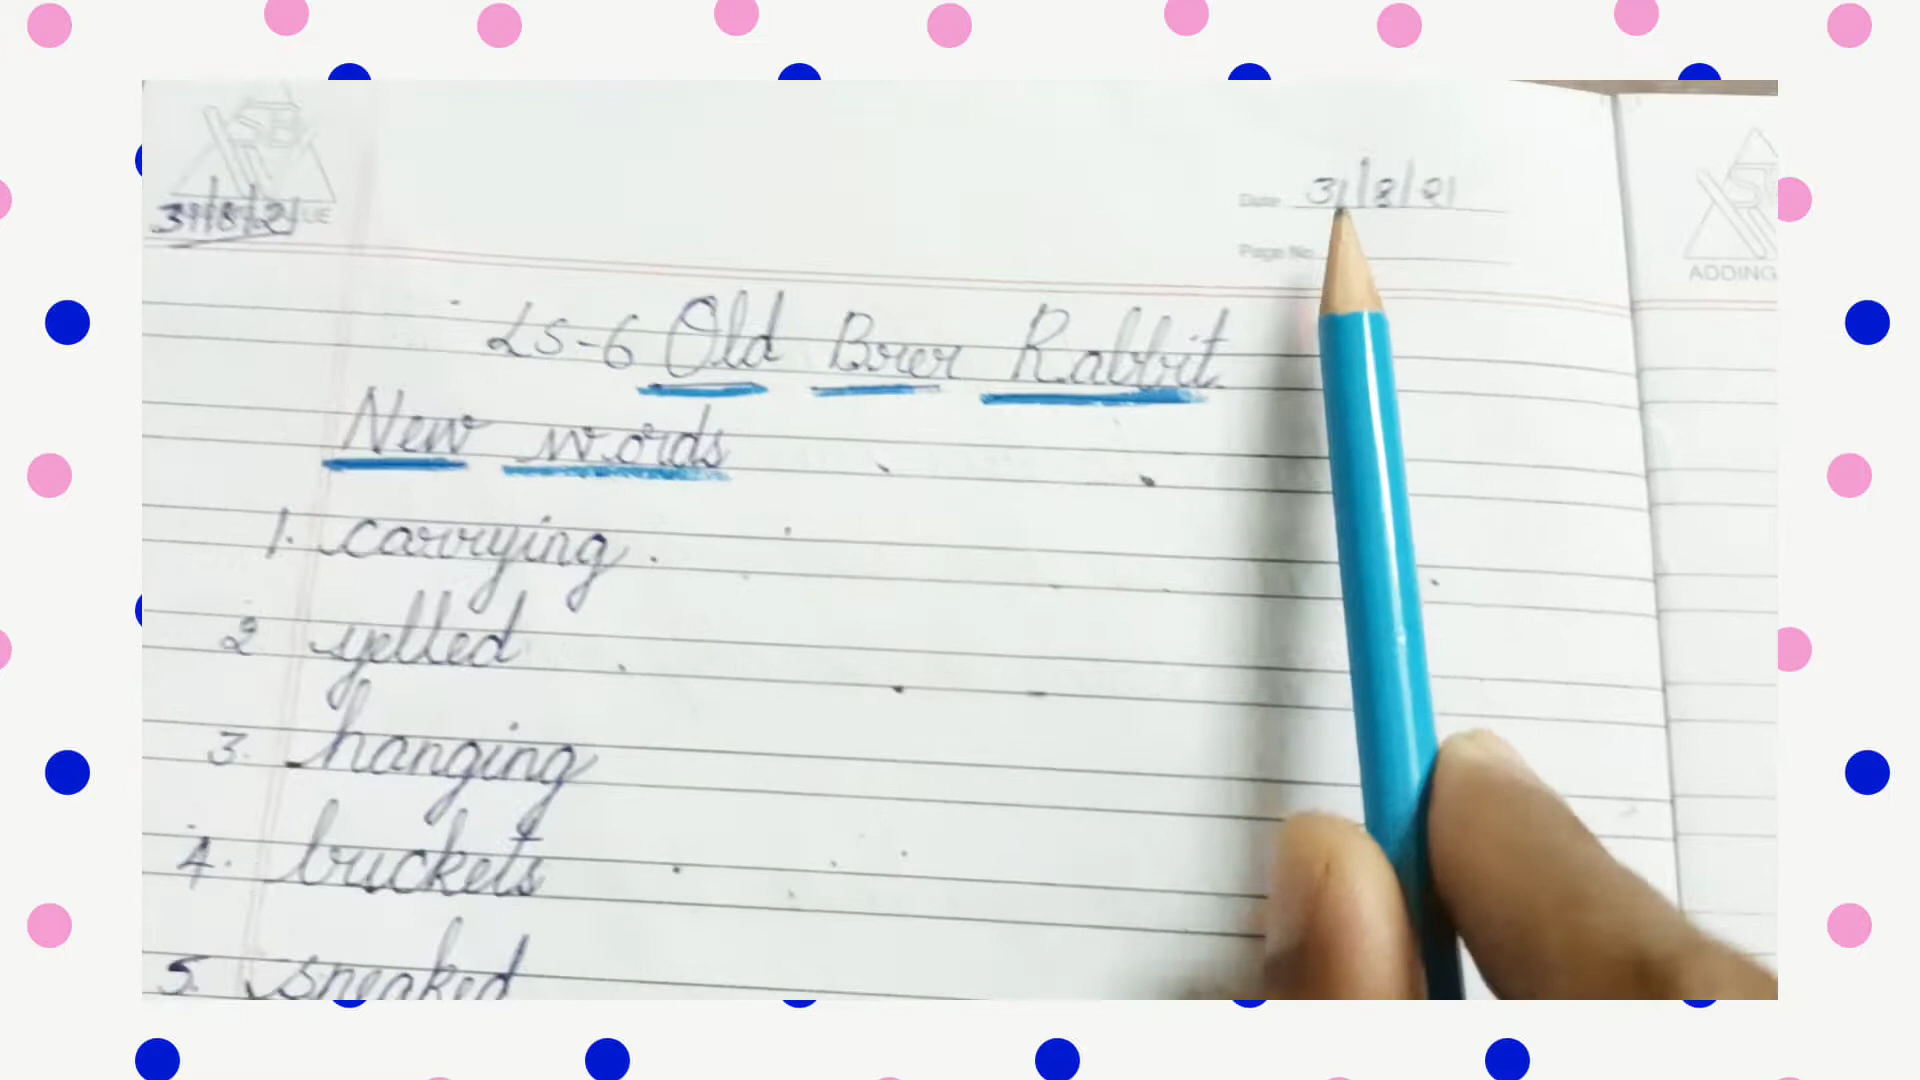 31/8/21
Date 31/8/21
Page No.
ADDING
LS-6 Old Brer Rabbit
New words
1. carrying
2 yelled
3. hanging
4. buckets
5. sneaked